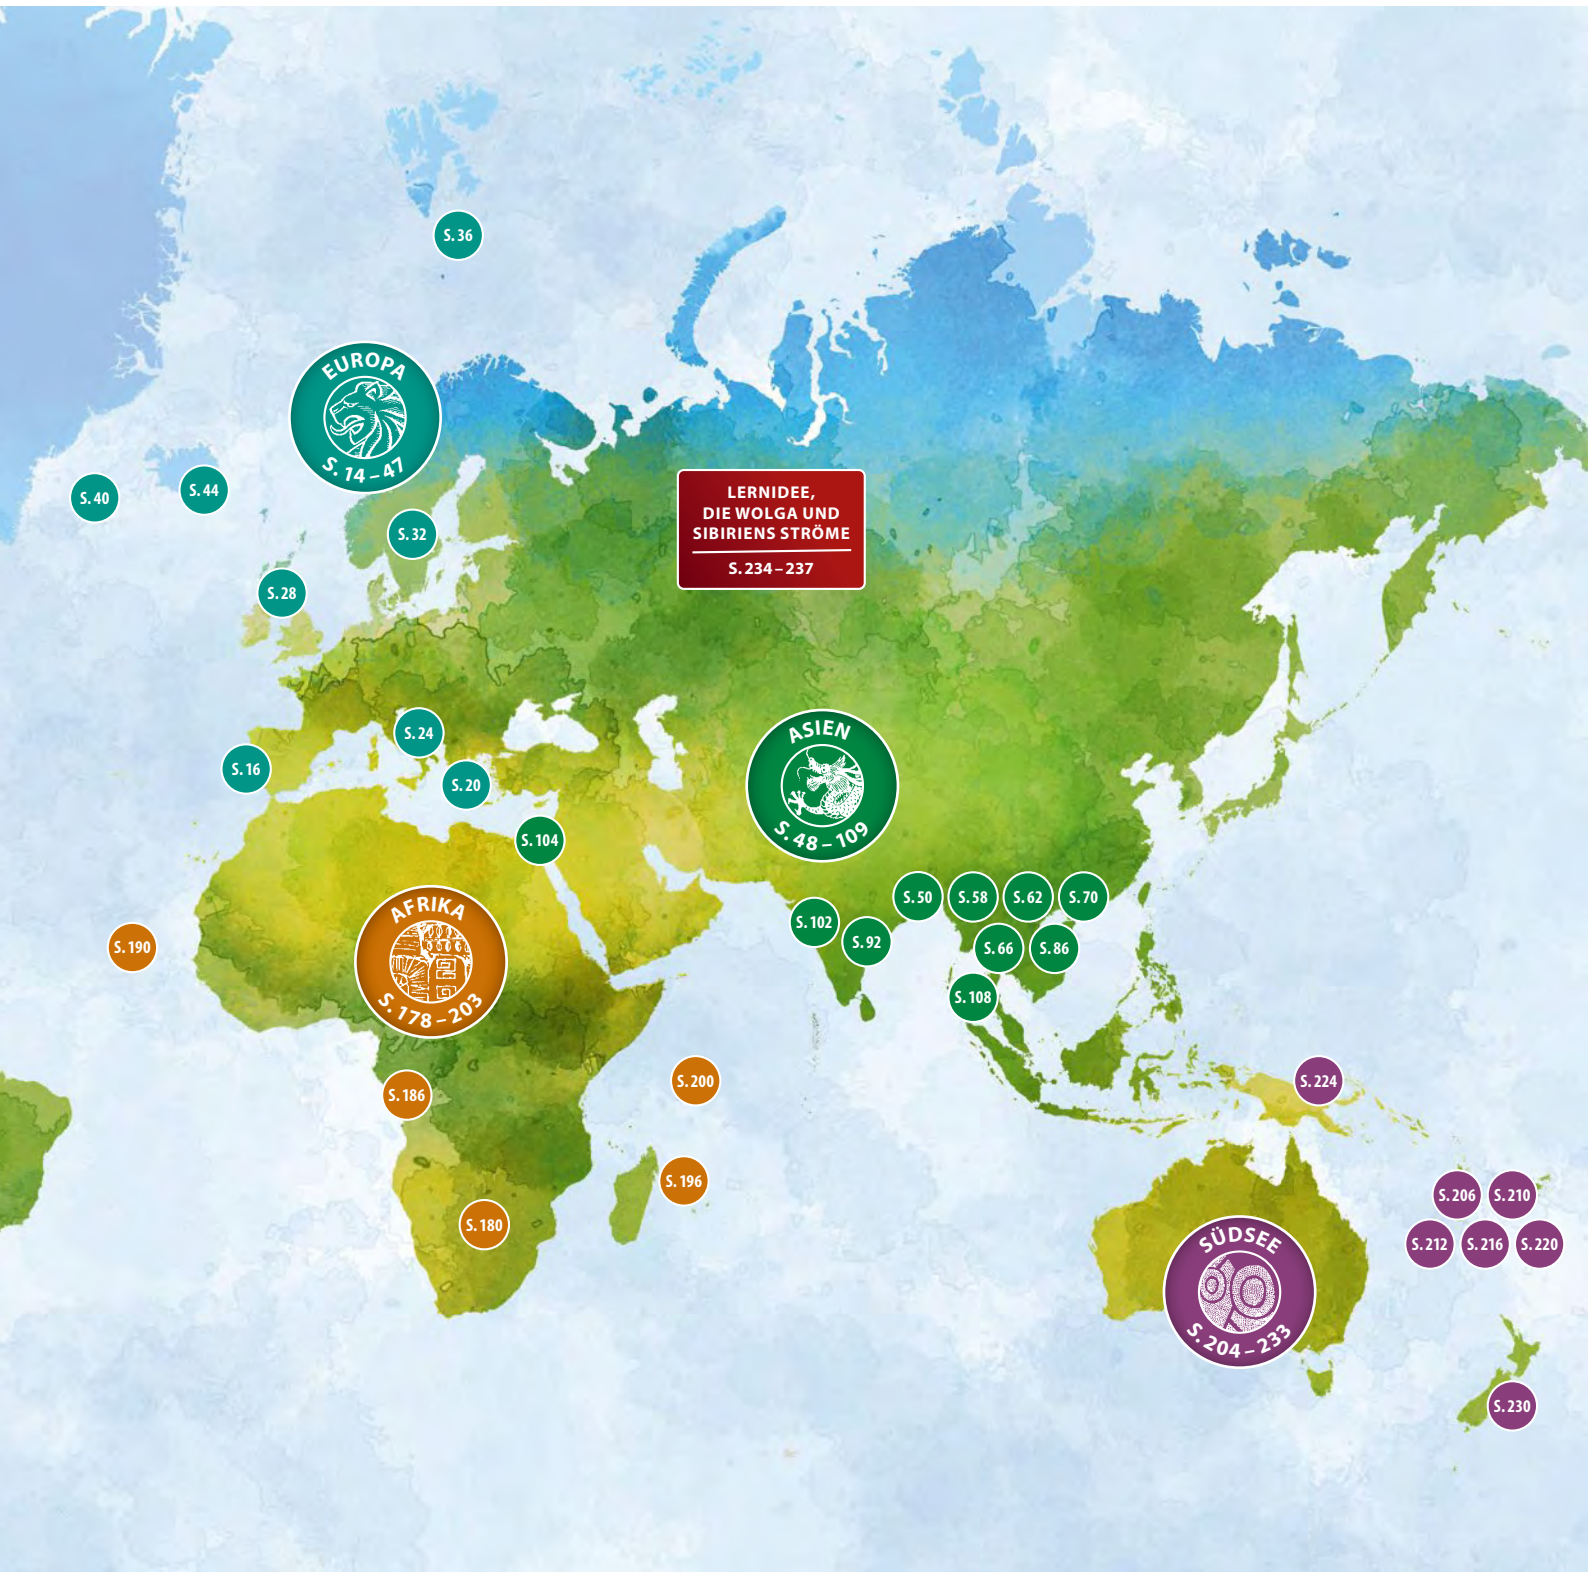 S. 36
EUROPA
S. 14 – 47
S. 40
S. 44
LERNIDEE,
DIE WOLGA UND
SIBIRIENS STRÖME
S. 234 – 237
S. 32
S. 28
S. 24
S. 16
S. 20
ASIEN
S. 48 – 109
S. 104
AFRIKA
S. 178 – 203
S. 50
S. 58
S. 62
S. 70
S. 102
S. 92
S. 66
S. 86
S. 190
S. 108
S. 186
S. 200
S. 224
S. 196
S. 180
S. 206
S. 210
S. 212
S. 216
S. 220
SÜDSEE
S. 204 – 233
S. 230